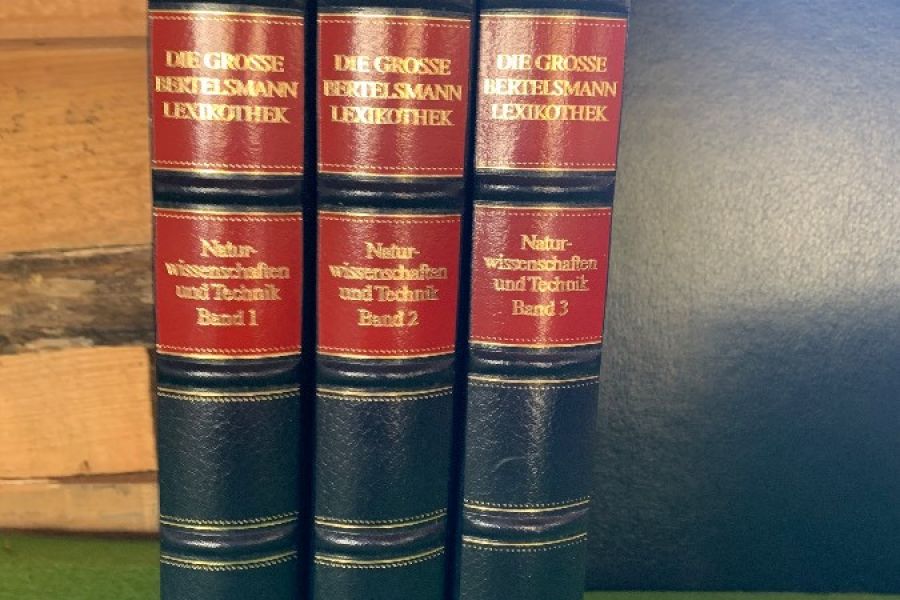 DIE GROSSE
BERTELSMANN
LEXIKOTHEK
Natur-
wissenschaften
und Technik
Band 1
DIE GROSSE
BERTELSMANN
LEXIKOTHEK
Natur-
wissenschaften
und Technik
Band 2
DIE GROSSE
BERTELSMANN
LEXIKOTHEK
Natur-
wissenschaften
und Technik
Band 3